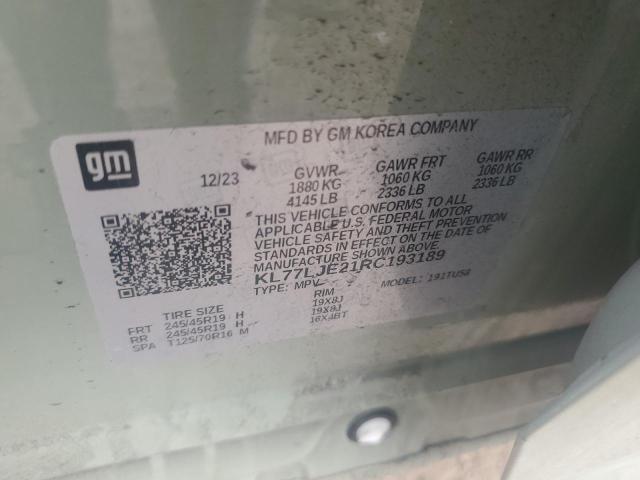 gm
MFD BY GM KOREA COMPANY
12/23 GVWR GAWR FRT GAWR RR
1880 KG 1060 KG 1060 KG
4145 LB 2336 LB 2336 LB
THIS VEHICLE CONFORMS TO ALL
APPLICABLE U.S. FEDERAL MOTOR
VEHICLE SAFETY AND THEFT PREVENTION
STANDARDS IN EFFECT ON THE DATE OF
MANUFACTURE SHOWN ABOVE.
KL77LJE21RC193189
TYPE: MPV MODEL: 191TUS8
TIRE SIZE RIM
FRT 245/45R19 H 19X8J
RR 245/45R19 H 19X8J
SPA T125/70R16 M 16X4BT